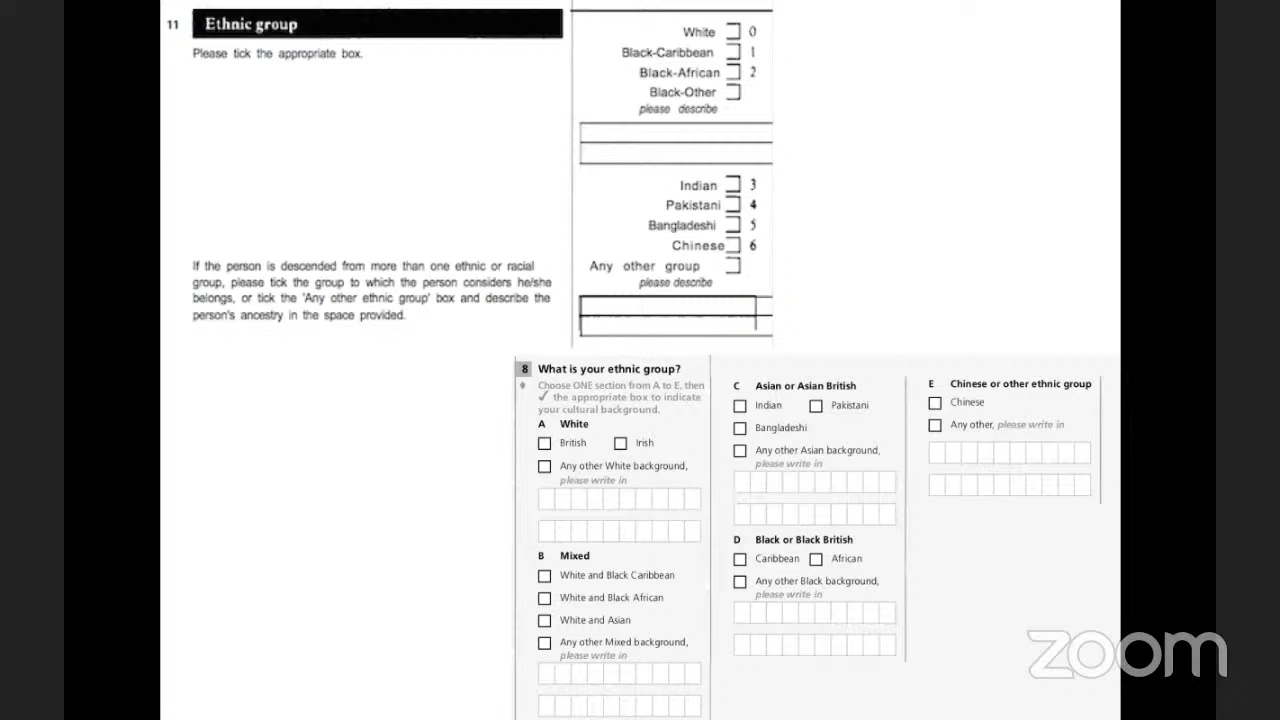 11 Ethnic group
Please tick the appropriate box.
If the person is descended from more than one ethnic or racial
group, please tick the group to which the person considers he/she
belongs, or tick the 'Any other ethnic group' box and describe the
person's ancestry in the space provided.
White 0
Black-Caribbean 1
Black-African 2
Black-Other
please describe
Indian 3
Pakistani 4
Bangladeshi 5
Chinese 6
Any other group
please describe
8 What is your ethnic group?
Choose ONE section from A to E, then
✓ the appropriate box to indicate
your cultural background.
A White
British Irish
Any other White background,
please write in
B Mixed
White and Black Caribbean
White and Black African
White and Asian
Any other Mixed background,
please write in
C Asian or Asian British
Indian Pakistani
Bangladeshi
Any other Asian background,
please write in
D Black or Black British
Caribbean African
Any other Black background,
please write in
E Chinese or other ethnic group
Chinese
Any other, please write in
zoom